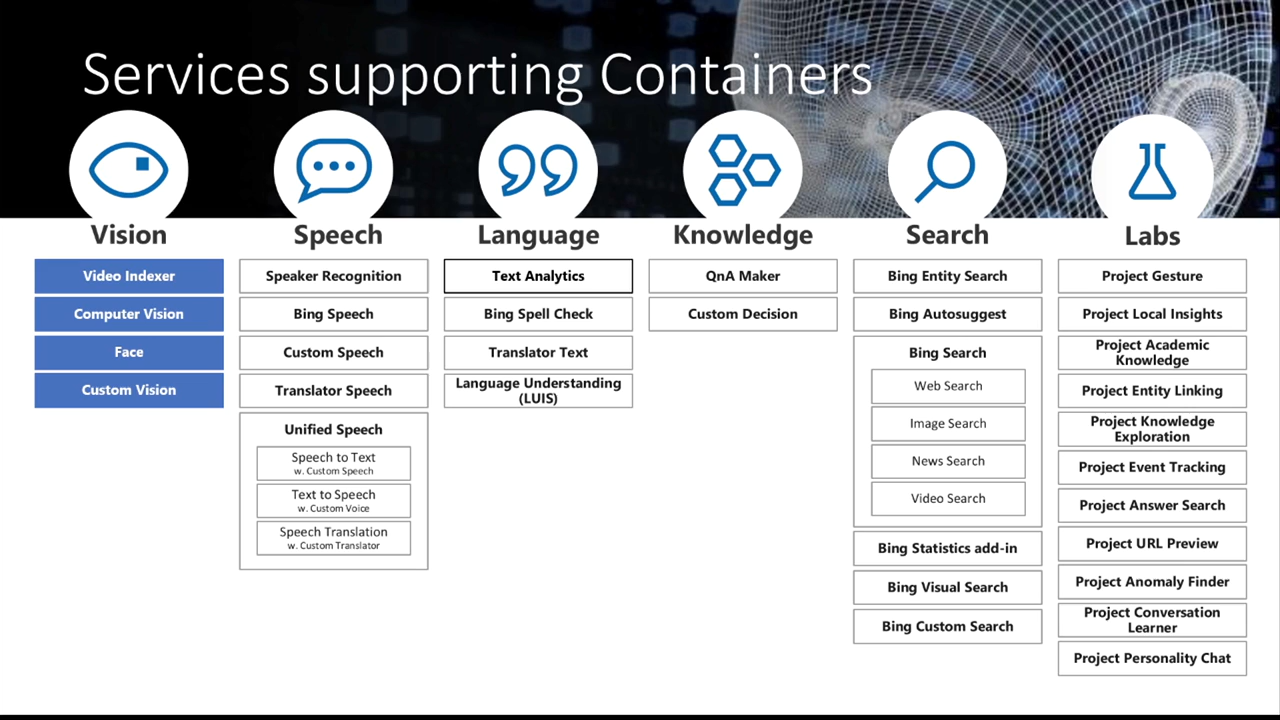 Services supporting Containers
Vision
Video Indexer
Computer Vision
Face
Custom Vision
Speech
Speaker Recognition
Bing Speech
Custom Speech
Translator Speech
Unified Speech
Speech to Text
w. Custom Speech
Text to Speech
w. Custom Voice
Speech Translation
w. Custom Translator
Language
Text Analytics
Bing Spell Check
Translator Text
Language Understanding
(LUIS)
Knowledge
QnA Maker
Custom Decision
Search
Bing Entity Search
Bing Autosuggest
Bing Search
Web Search
Image Search
News Search
Video Search
Bing Statistics add-in
Bing Visual Search
Bing Custom Search
Labs
Project Gesture
Project Local Insights
Project Academic
Knowledge
Project Entity Linking
Project Knowledge
Exploration
Project Event Tracking
Project Answer Search
Project URL Preview
Project Anomaly Finder
Project Conversation
Learner
Project Personality Chat